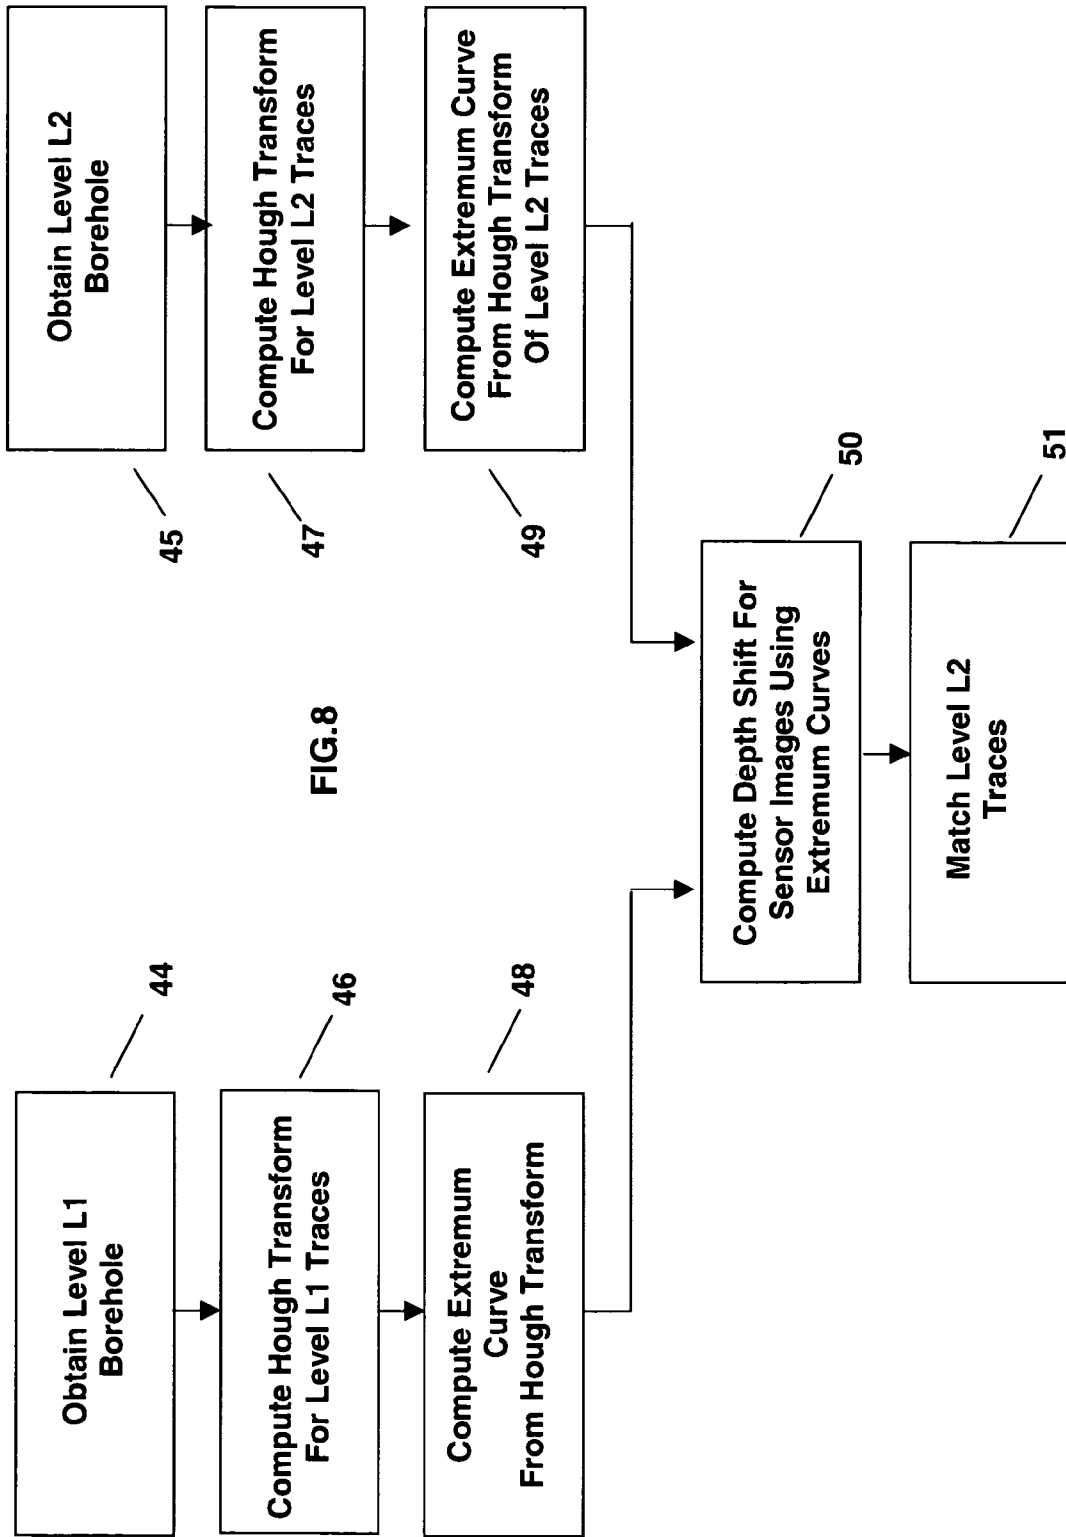 Obtain Level L1
Borehole
44
Compute Hough Transform
For Level L1 Traces
46
Compute Extremum
Curve
From Hough Transform
48
Obtain Level L2
Borehole
45
Compute Hough Transform
For Level L2 Traces
47
Compute Extremum Curve
From Hough Transform
Of Level L2 Traces
49
Compute Depth Shift For
Sensor Images Using
Extremum Curves
50
Match Level L2
Traces
51
FIG.8